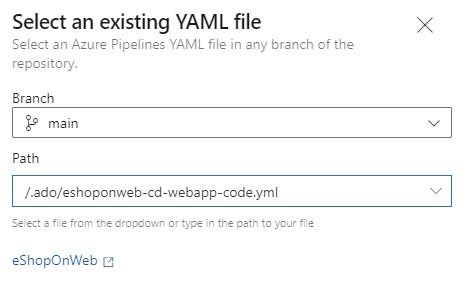 Select an existing YAML file
Select an Azure Pipelines YAML file in any branch of the
repository.
Branch
main
Path
/.ado/eshoponweb-cd-webapp-code.yml
Select a file from the dropdown or type in the path to your file
eShopOnWeb